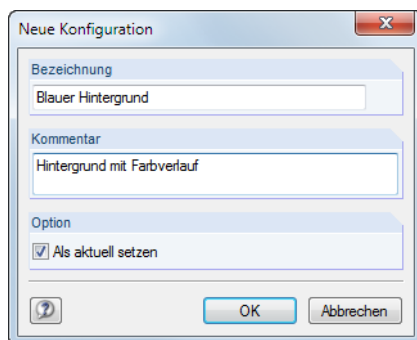 Neue Konfiguration
Bezeichnung
Blauer Hintergrund
Kommentar
Hintergrund mit Farbverlauf
Option
Als aktuell setzen
OK
Abbrechen